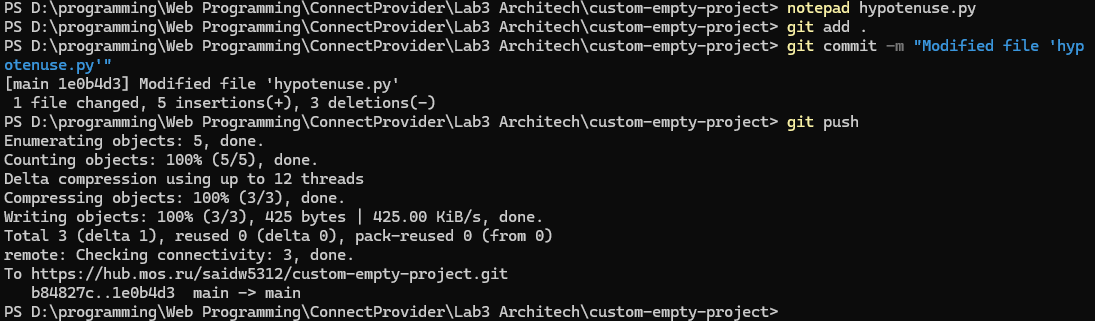 PS D:\programming\Web Programming\ConnectProvider\Lab3 Architech\custom-empty-project> notepad hypotenuse.py
PS D:\programming\Web Programming\ConnectProvider\Lab3 Architech\custom-empty-project> git add .
PS D:\programming\Web Programming\ConnectProvider\Lab3 Architech\custom-empty-project> git commit -m "Modified file 'hyp
otenuse.py'"
[main 1e0b4d3] Modified file 'hypotenuse.py'
 1 file changed, 5 insertions(+), 3 deletions(-)
PS D:\programming\Web Programming\ConnectProvider\Lab3 Architech\custom-empty-project> git push
Enumerating objects: 5, done.
Counting objects: 100% (5/5), done.
Delta compression using up to 12 threads
Compressing objects: 100% (3/3), done.
Writing objects: 100% (3/3), 425 bytes | 425.00 KiB/s, done.
Total 3 (delta 1), reused 0 (delta 0), pack-reused 0 (from 0)
remote: Checking connectivity: 3, done.
To https://hub.mos.ru/saidw5312/custom-empty-project.git
   b84827c..1e0b4d3  main -> main
PS D:\programming\Web Programming\ConnectProvider\Lab3 Architech\custom-empty-project>